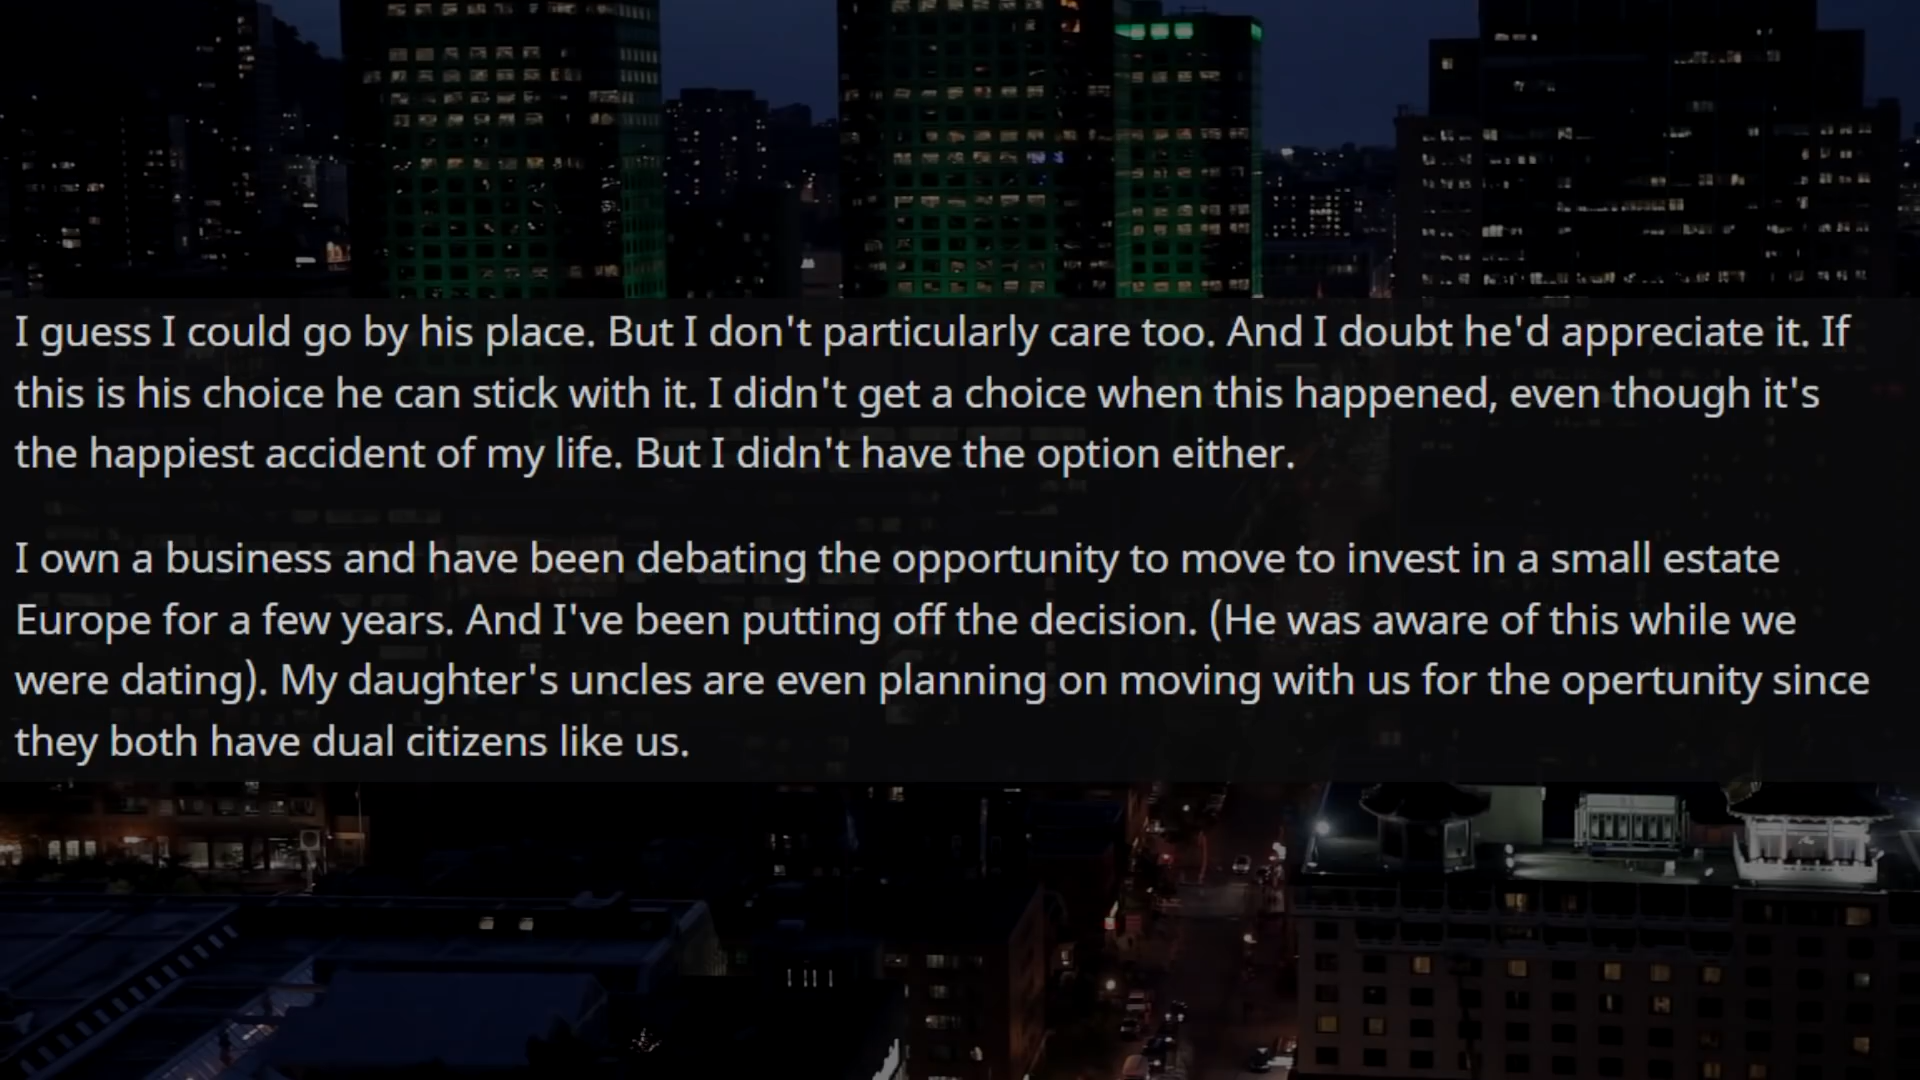 I guess I could go by his place. But I don't particularly care too. And I doubt he'd appreciate it. If
this is his choice he can stick with it. I didn't get a choice when this happened, even though it's
the happiest accident of my life. But I didn't have the option either.
I own a business and have been debating the opportunity to move to invest in a small estate
Europe for a few years. And I've been putting off the decision. (He was aware of this while we
were dating). My daughter's uncles are even planning on moving with us for the opertunity since
they both have dual citizens like us.